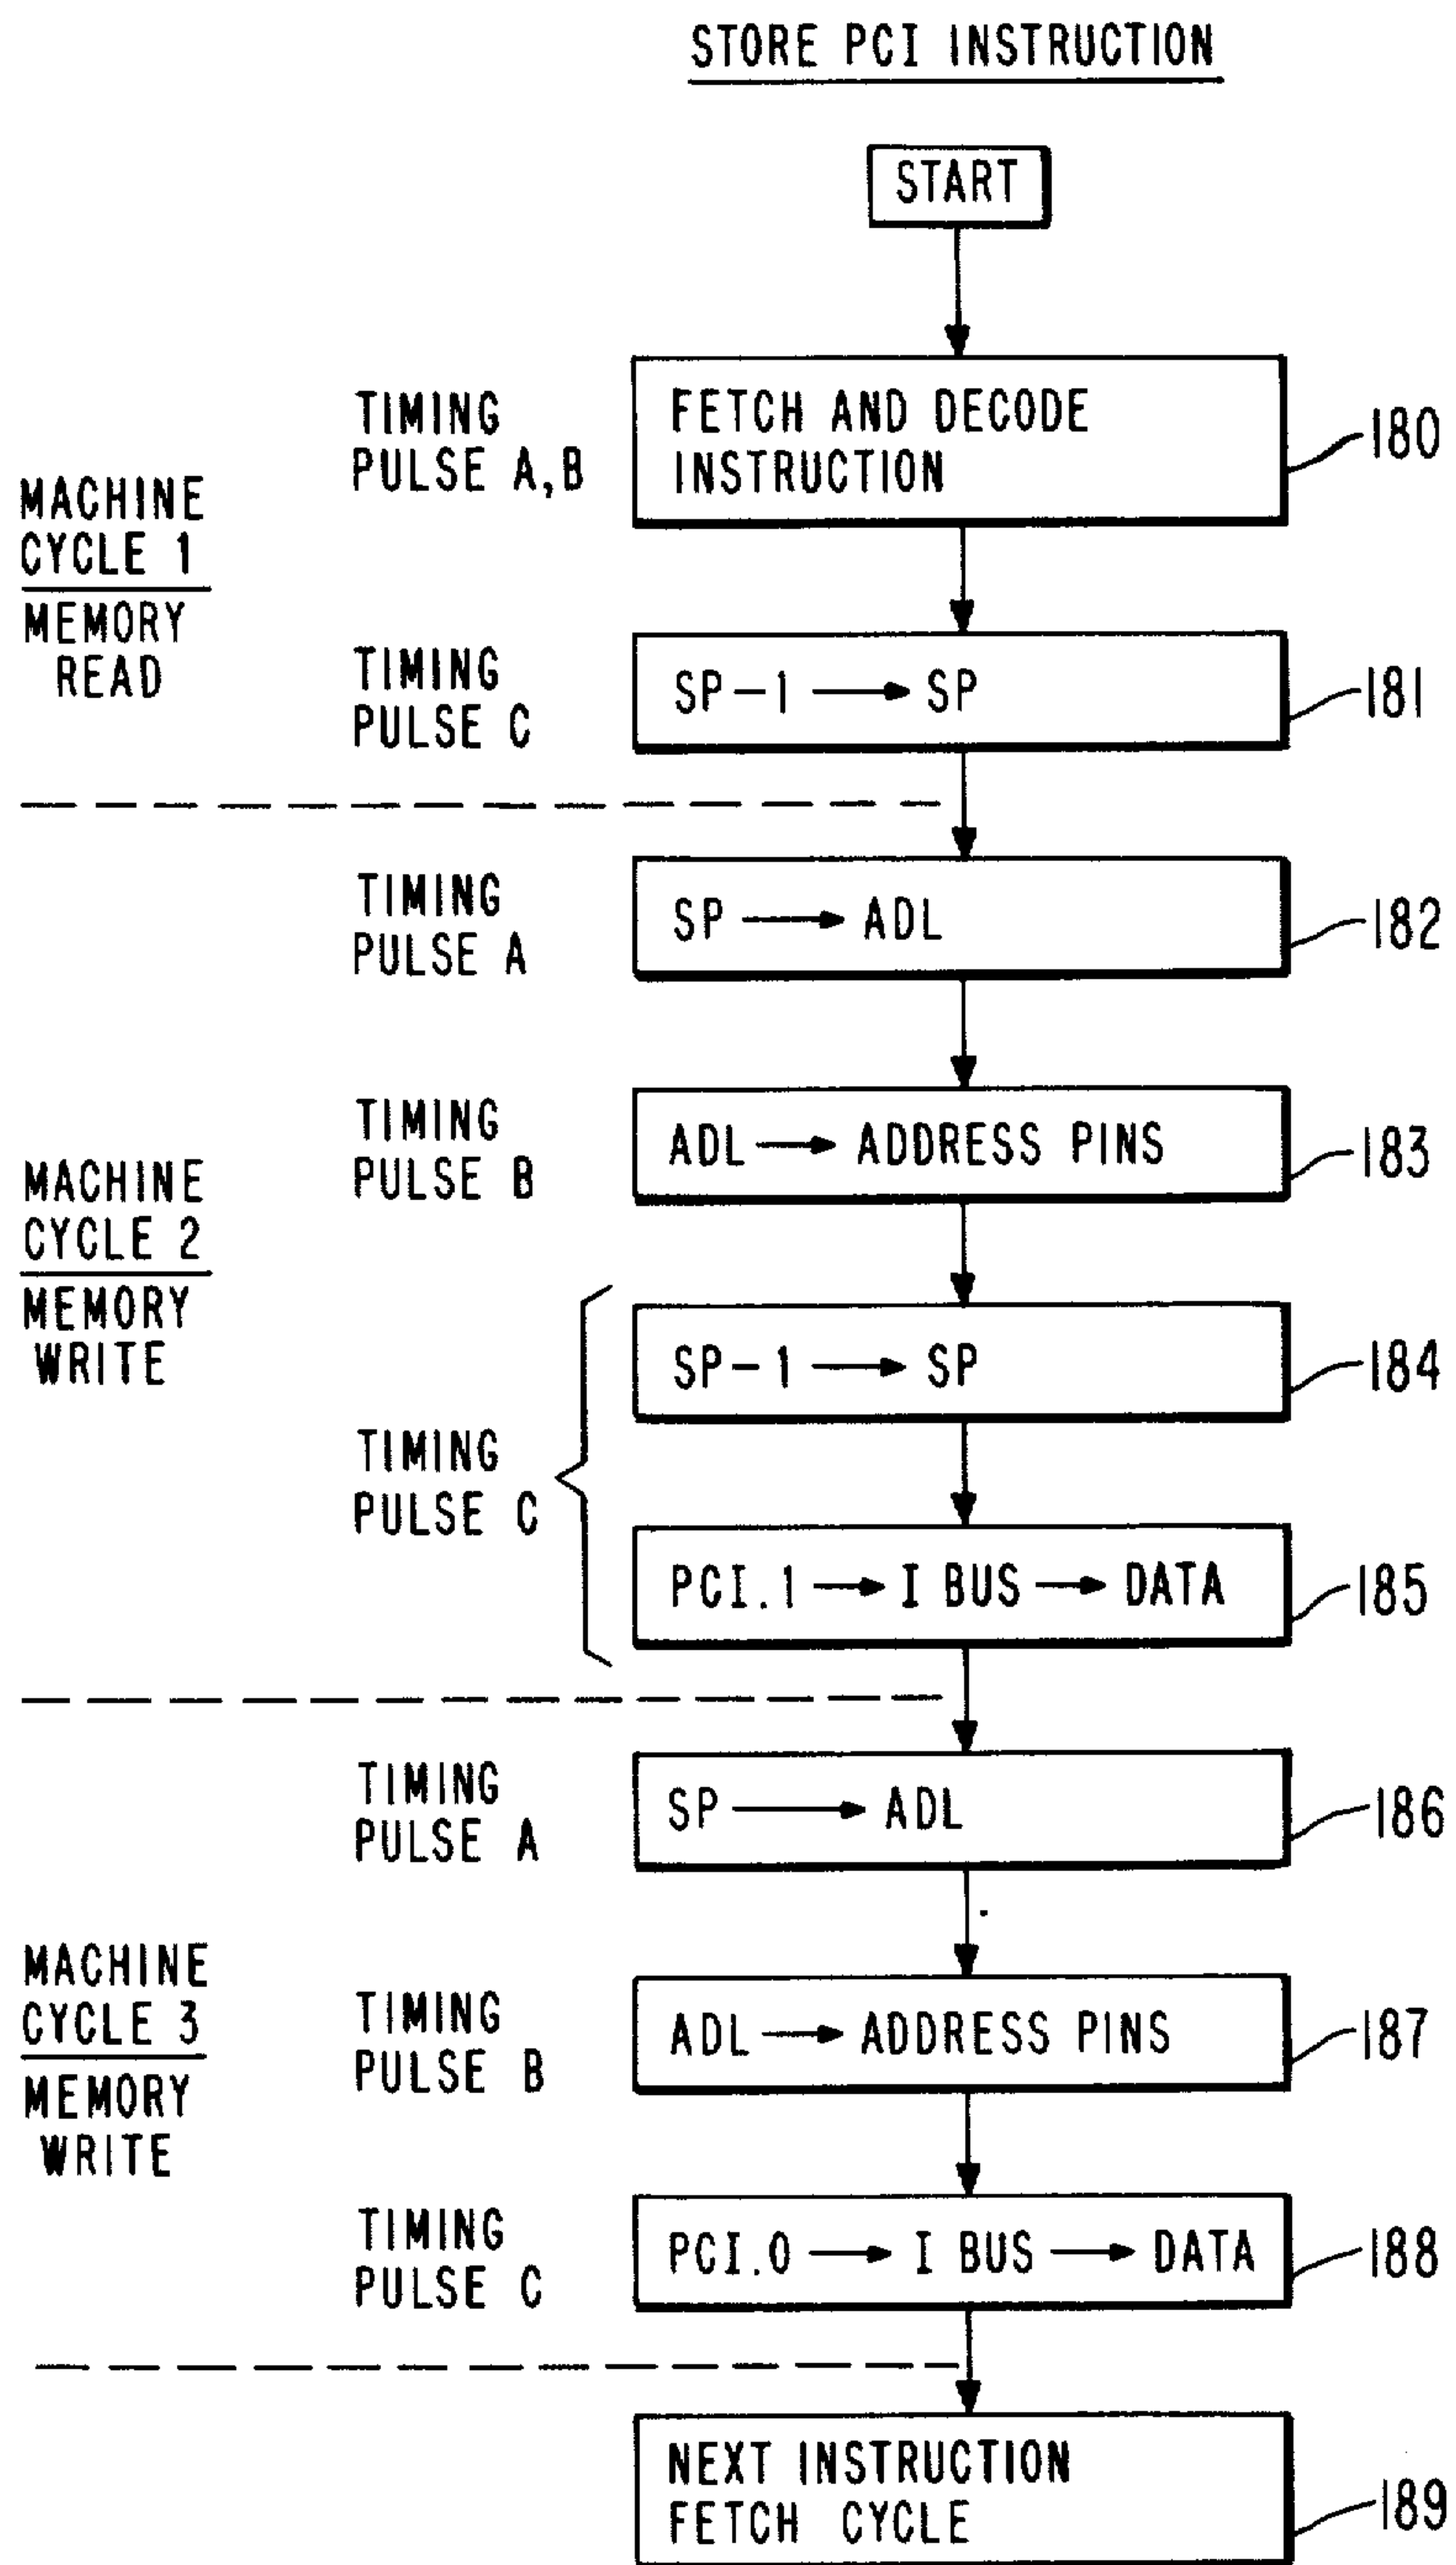 STORE PCI INSTRUCTION
START
TIMING
PULSE A,B
FETCH AND DECODE
INSTRUCTION
180
MACHINE
CYCLE 1
MEMORY
READ
TIMING
PULSE C
SP-1 → SP
181
TIMING
PULSE A
SP → ADL
182
TIMING
PULSE B
ADL → ADDRESS PINS
183
MACHINE
CYCLE 2
MEMORY
WRITE
SP-1 → SP
184
TIMING
PULSE C
PCI.1 → I BUS → DATA
185
TIMING
PULSE A
SP → ADL
186
MACHINE
CYCLE 3
MEMORY
WRITE
TIMING
PULSE B
ADL → ADDRESS PINS
187
TIMING
PULSE C
PCI.0 → I BUS → DATA
188
NEXT INSTRUCTION
FETCH CYCLE
189